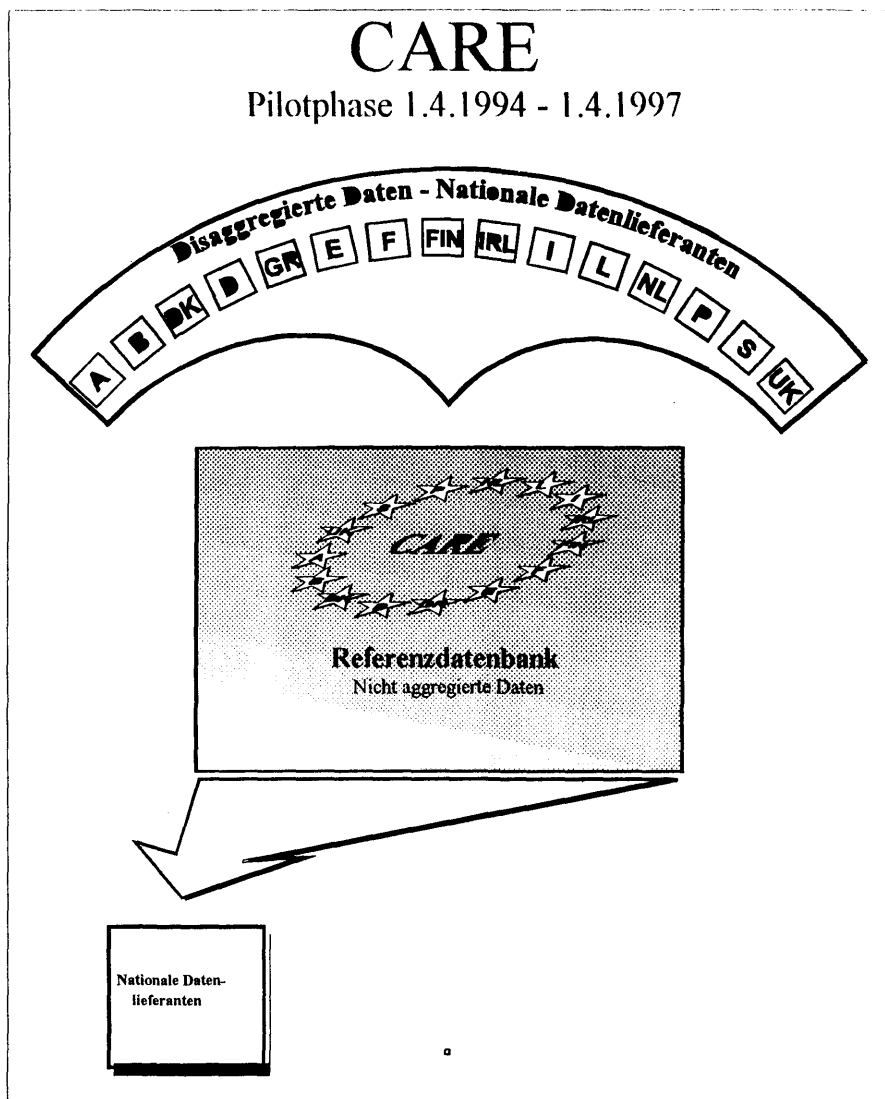 CARE
Pilotphase 1.4.1994 - 1.4.1997
Disaggregierte Daten - Nationale Datenlieferanten
A B DK D GR E F FIN IRL I L NL P S UK
CARE
Referenzdatenbank
Nicht aggregierte Daten
Nationale Daten-
lieferanten